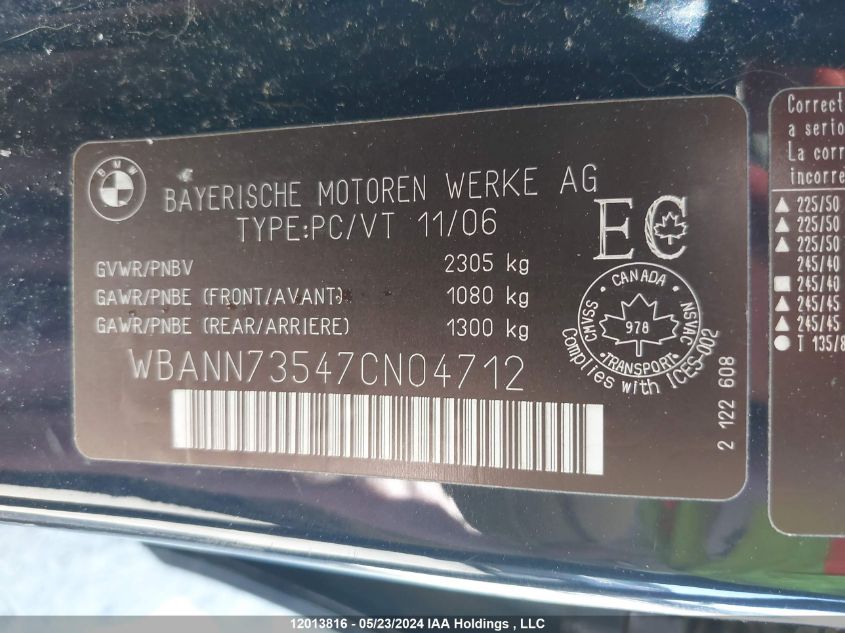 BMW
BAYERISCHE MOTOREN WERKE AG
TYPE:PC/VT 11/06
GVWR/PNBV 2305 kg
GAWR/PNBE (FRONT/AVANT) 1080 kg
GAWR/PNBE (REAR/ARRIERE) 1300 kg
WBANN73547CN04712
EC
CANADA
CMVSS NSVAC
978
TRANSPORT
Complies with ICES-002
2 122 608
Correct
a serio
La corr
incorre
▲ 225/50
▲ 225/50
▲ 225/50
245/40
■ 245/40
▲ 245/45
▲ 245/45
● T 135/8
12013816 - 05/23/2024 IAA Holdings , LLC